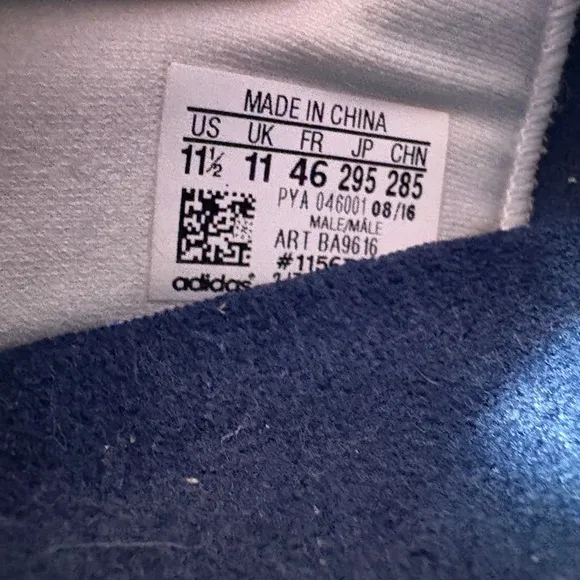 MADE IN CHINA
US UK FR JP CHN
11½ 11 46 295 285
PYA 046001 08/16
MALE/MÂLE
ART BA9616
adidas